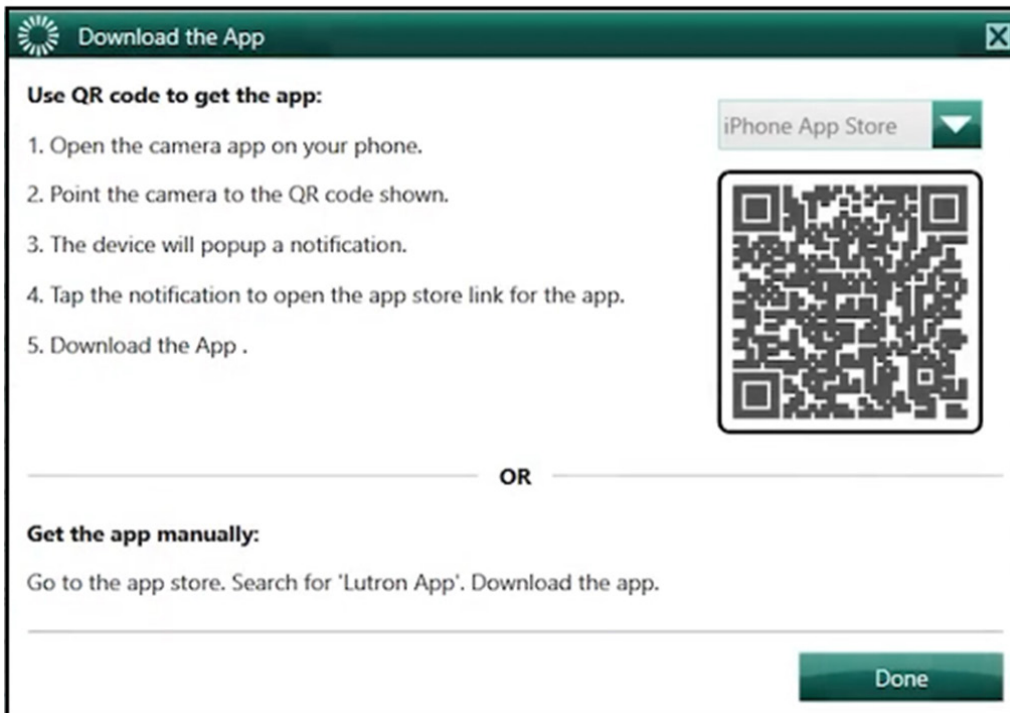 Download the App
Use QR code to get the app:
iPhone App Store
1. Open the camera app on your phone.
2. Point the camera to the QR code shown.
3. The device will popup a notification.
4. Tap the notification to open the app store link for the app.
5. Download the App .
OR
Get the app manually:
Go to the app store. Search for 'Lutron App'. Download the app.
Done